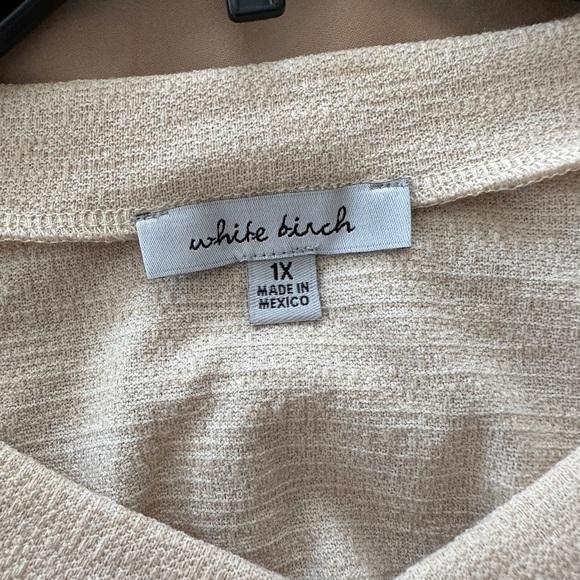 white birch
1X
MADE IN
MEXICO